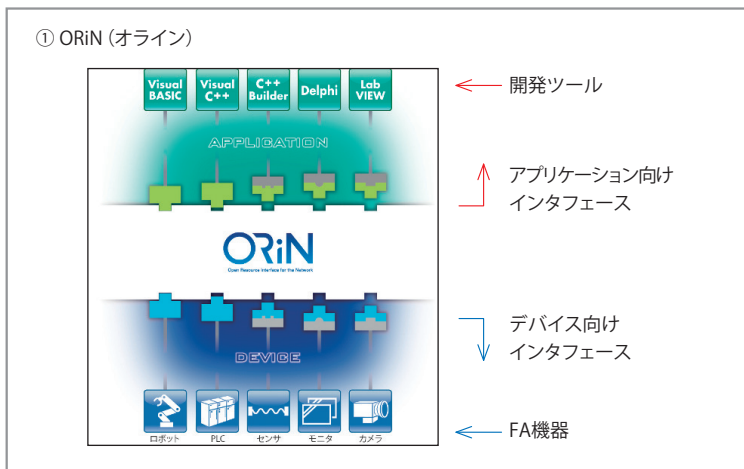 ① ORiN（オライン）
Visual BASIC
Visual C++
C++ Builder
Delphi
Lab VIEW
開発ツール
APPLICATION
アプリケーション向け
インタフェース
ORiN
Open Resource interface for the Network
デバイス向け
インタフェース
DEVICE
ロボット
PLC
センサ
モニタ
カメラ
FA機器